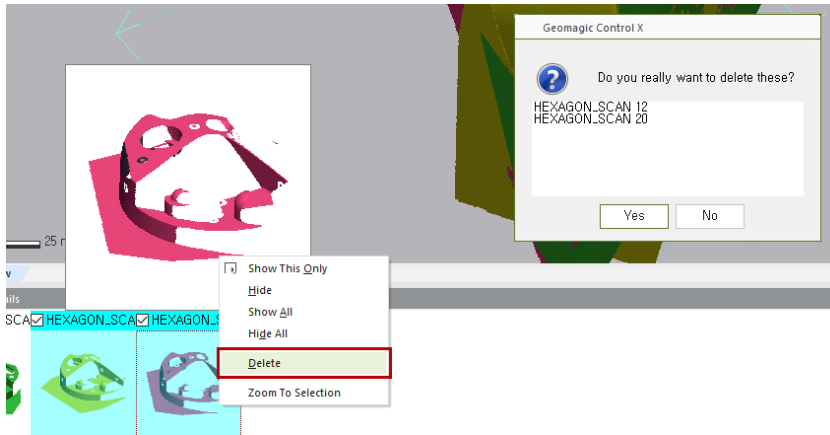 Geomagic Control X
Do you really want to delete these?
HEXAGON_SCAN 12
HEXAGON_SCAN 20
Yes
No
25
Show This Only
Hide
Show All
Hide All
Delete
Zoom To Selection
HEXAGON_SCA
HEXAGON_S